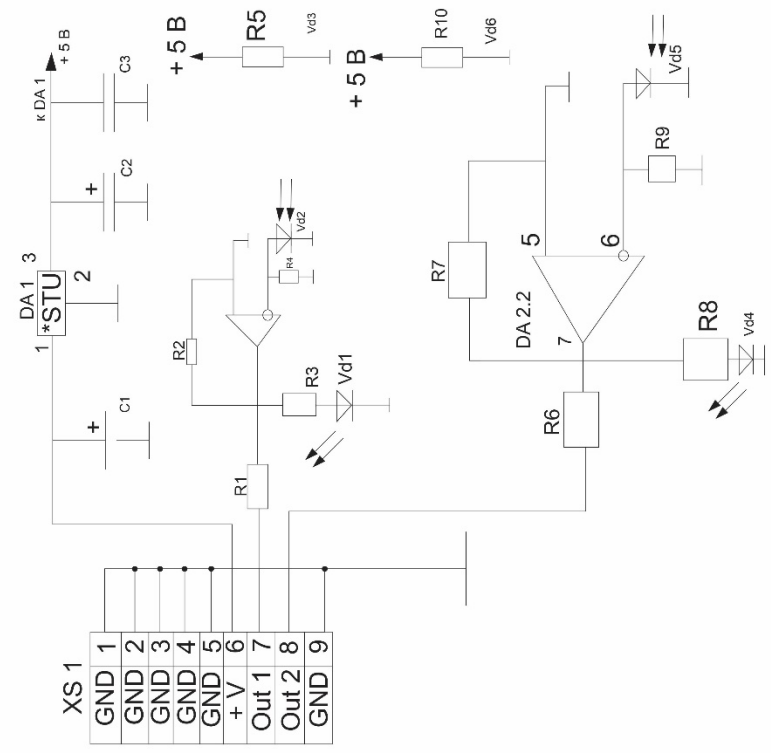 XS 1
GND 1
GND 2
GND 3
GND 4
GND 5
+ V 6
Out 1 7
Out 2 8
GND 9
+
C1
1
DA 1
*STU
3
2
+
C2
к DA 1
C3
+ 5 В
+ 5 В
R5
Vd3
+ 5 В
R10
Vd6
R1
R2
R3
Vd1
R4
Vd2
R6
R7
DA 2.2
7
5
6
R8
Vd4
R9
Vd5